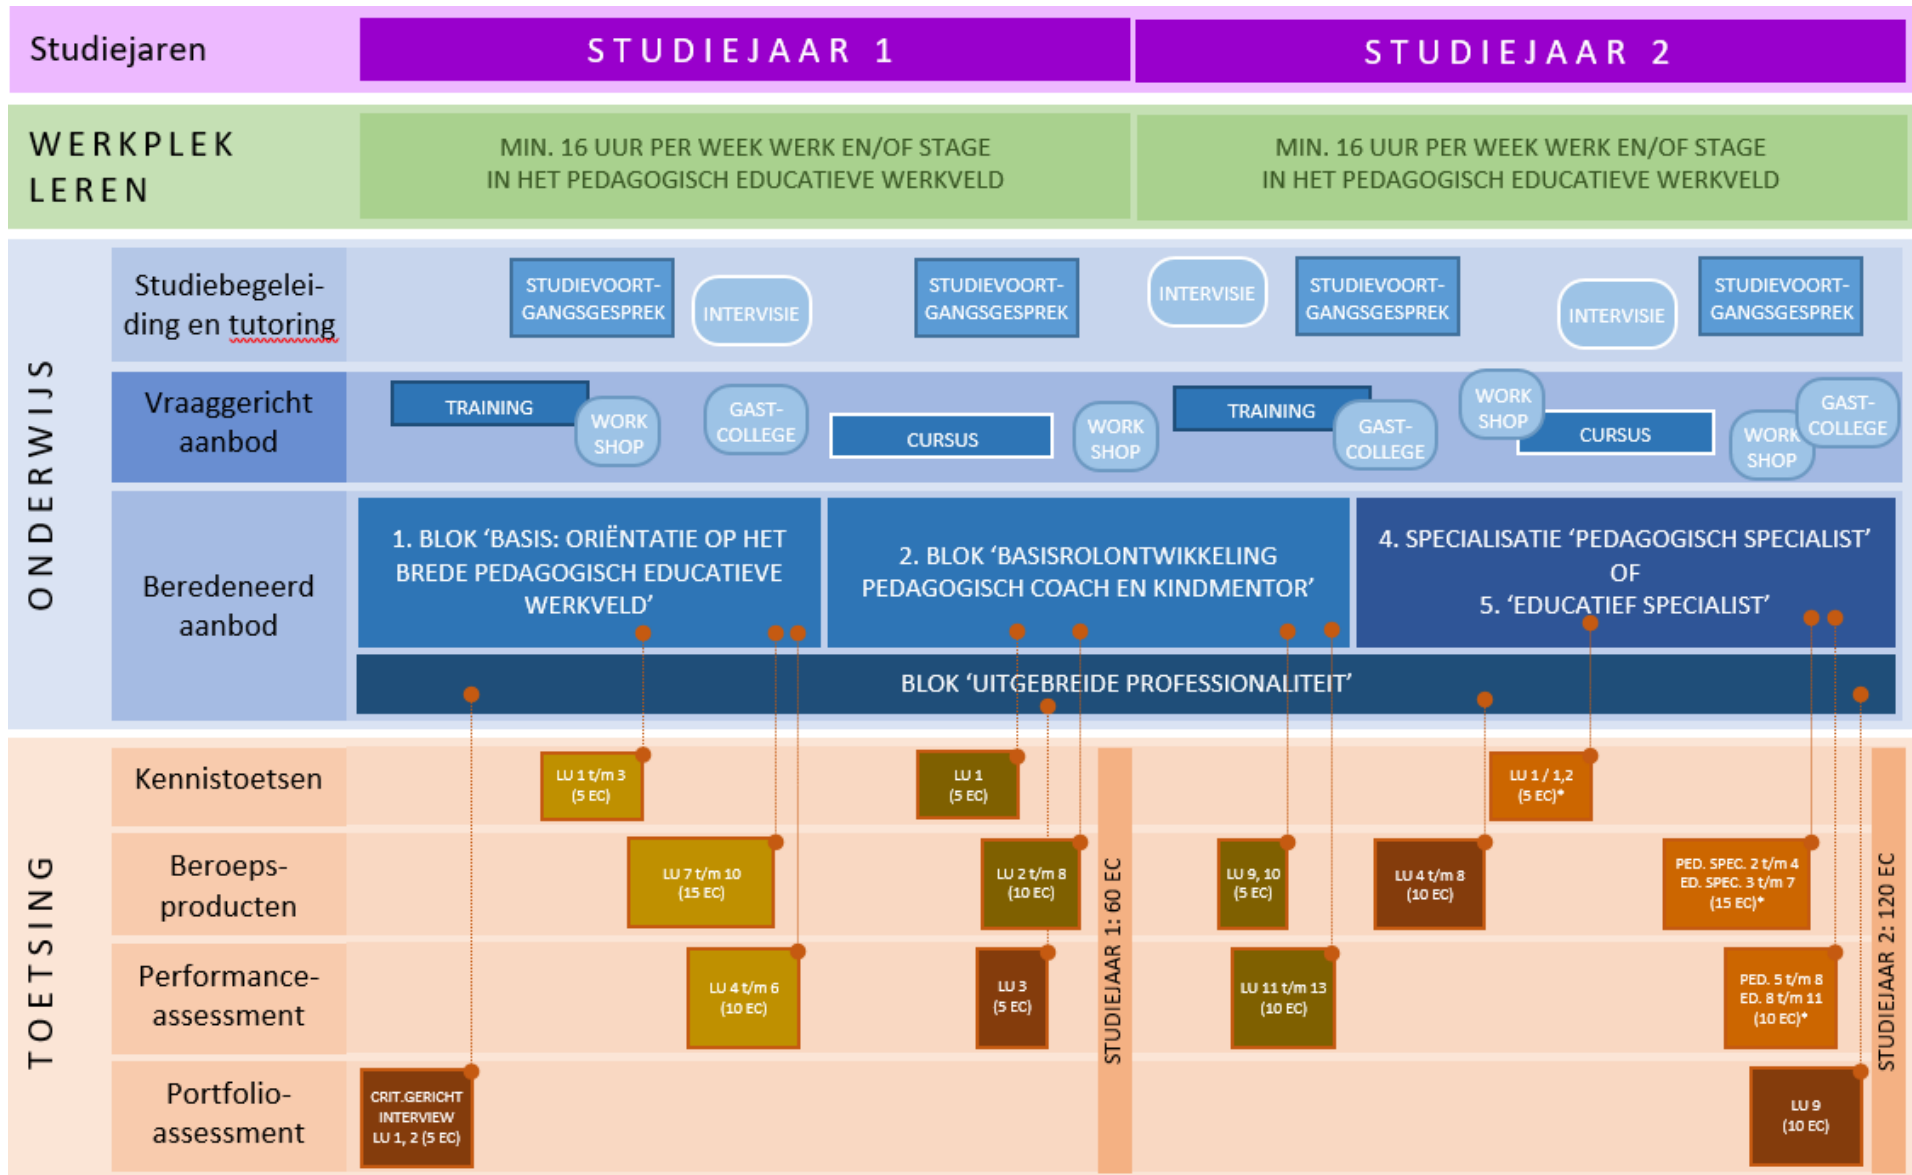 Studiejaren
STUDIEJAAR 1
STUDIEJAAR 2
WERKPLEK
LEREN
MIN. 16 UUR PER WEEK WERK EN/OF STAGE
IN HET PEDAGOGISCH EDUCATIEVE WERKVELD
MIN. 16 UUR PER WEEK WERK EN/OF STAGE
IN HET PEDAGOGISCH EDUCATIEVE WERKVELD
ONDERWIJS
Studiebegelei-
ding en tutoring
STUDIEVOORT-
GANGSGESPREK
INTERVISIE
STUDIEVOORT-
GANGSGESPREK
INTERVISIE
STUDIEVOORT-
GANGSGESPREK
INTERVISIE
STUDIEVOORT-
GANGSGESPREK
Vraaggericht
aanbod
TRAINING
WORK
SHOP
GAST-
COLLEGE
CURSUS
WORK
SHOP
TRAINING
GAST-
COLLEGE
WORK
SHOP
CURSUS
WORK
SHOP
GAST-
COLLEGE
Beredeneerd
aanbod
1. BLOK ‘BASIS: ORIËNTATIE OP HET
BREDE PEDAGOGISCH EDUCATIEVE
WERKVELD’
2. BLOK ‘BASISROLONTWIKKELING
PEDAGOGISCH COACH EN KINDMENTOR’
4. SPECIALISATIE ‘PEDAGOGISCH SPECIALIST’
OF
5. ‘EDUCATIEF SPECIALIST’
BLOK ‘UITGEBREIDE PROFESSIONALITEIT’
TOETSING
Kennistoetsen
LU 1 t/m 3
(5 EC)
LU 1
(5 EC)
LU 1 / 1,2
(5 EC)*
Beroeps-
producten
LU 7 t/m 10
(15 EC)
LU 2 t/m 8
(10 EC)
LU 9, 10
(5 EC)
LU 4 t/m 8
(10 EC)
PED. SPEC. 2 t/m 4
ED. SPEC. 3 t/m 7
(15 EC)*
Performance-
assessment
LU 4 t/m 6
(10 EC)
LU 3
(5 EC)
LU 11 t/m 13
(10 EC)
PED. 5 t/m 8
ED. 8 t/m 11
(10 EC)*
Portfolio-
assessment
CRIT.GERICHT
INTERVIEW
LU 1, 2 (5 EC)
LU 9
(10 EC)
STUDIEJAAR 1: 60 EC
STUDIEJAAR 2: 120 EC